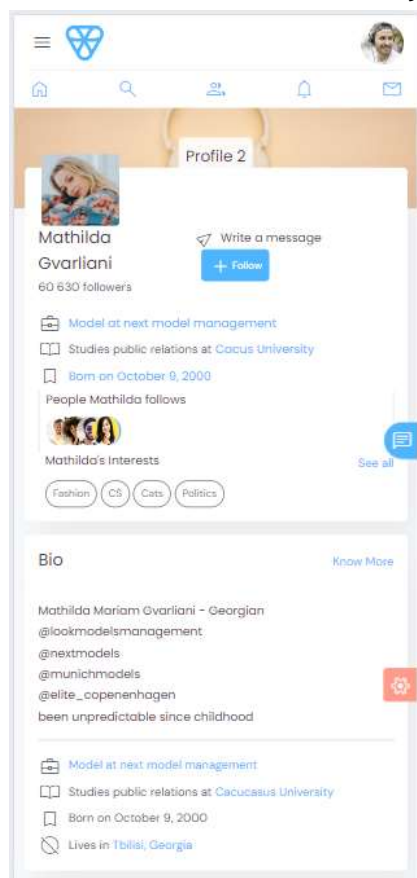 Profile 2
Mathilda
Gvarliani
Write a message
+ Follow
60 630 followers
Model at next model management
Studies public relations at Cacus University
Born on October 9, 2000
People Mathilda follows
Mathilda's Interests
See all
Fashion
CS
Cats
Politics
Bio
Know More
Mathilda Mariam Gvarliani - Georgian
@lookmodelsmanagement
@nextmodels
@munichmodels
@elite_copenenhagen
been unpredictable since childhood
Model at next model management
Studies public relations at Cacucasus University
Born on October 9, 2000
Lives in Tbilisi, Georgia